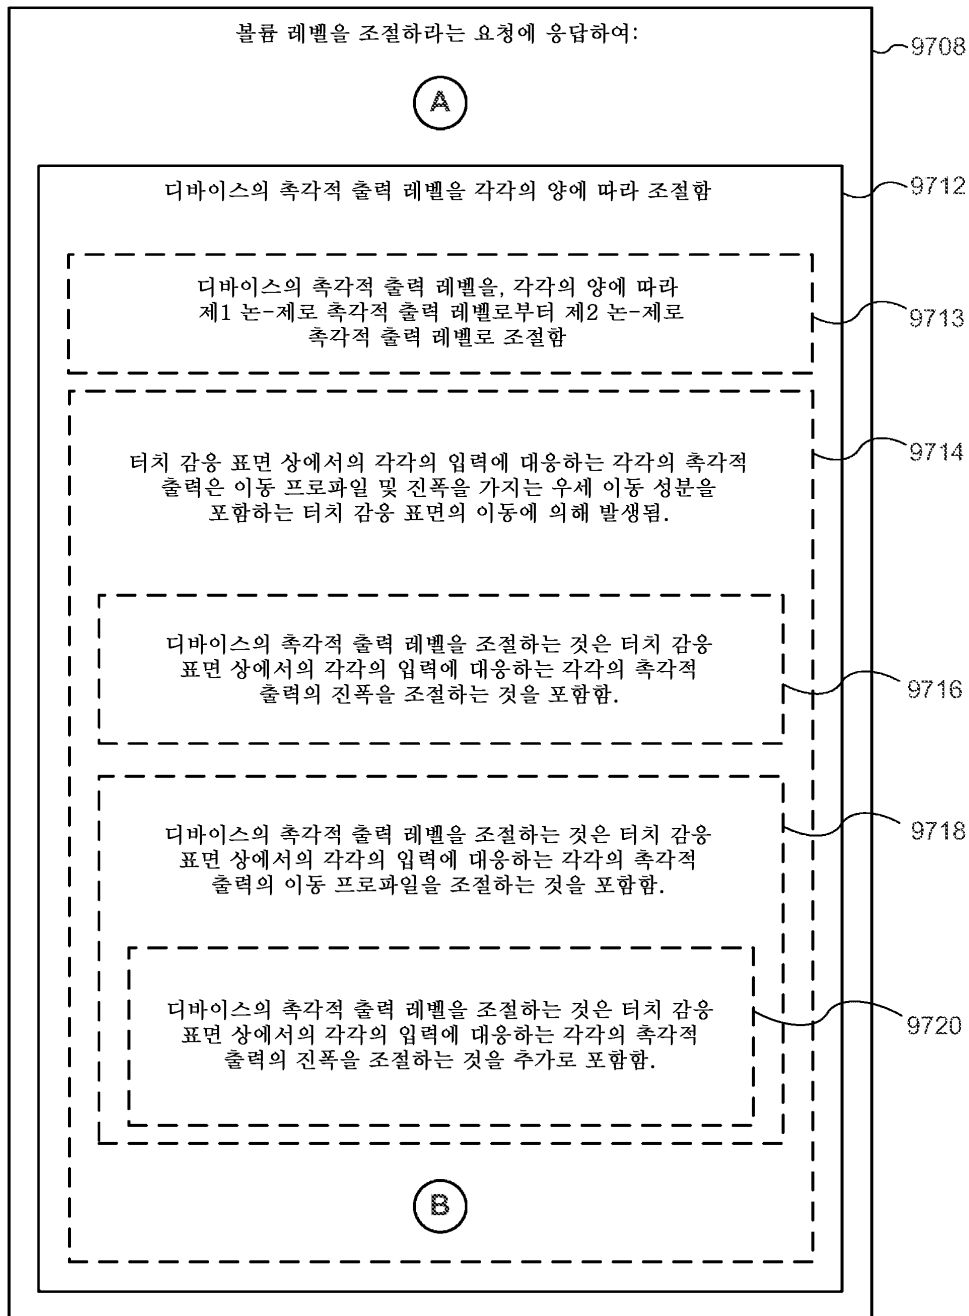 볼륨 레벨을 조절하라는 요청에 응답하여:
9708
A
디바이스의 촉각적 출력 레벨을 각각의 양에 따라 조절함
9712
디바이스의 촉각적 출력 레벨을, 각각의 양에 따라
제1 논-제로 촉각적 출력 레벨로부터 제2 논-제로
촉각적 출력 레벨로 조절함
9713
터치 감응 표면 상에서의 각각의 입력에 대응하는 각각의 촉각적
출력은 이동 프로파일 및 진폭을 가지는 우세 이동 성분을
포함하는 터치 감응 표면의 이동에 의해 발생됨.
9714
디바이스의 촉각적 출력 레벨을 조절하는 것은 터치 감응
표면 상에서의 각각의 입력에 대응하는 각각의 촉각적
출력의 진폭을 조절하는 것을 포함함.
9716
디바이스의 촉각적 출력 레벨을 조절하는 것은 터치 감응
표면 상에서의 각각의 입력에 대응하는 각각의 촉각적
출력의 이동 프로파일을 조절하는 것을 포함함.
9718
디바이스의 촉각적 출력 레벨을 조절하는 것은 터치 감응
표면 상에서의 각각의 입력에 대응하는 각각의 촉각적
출력의 진폭을 조절하는 것을 추가로 포함함.
9720
B